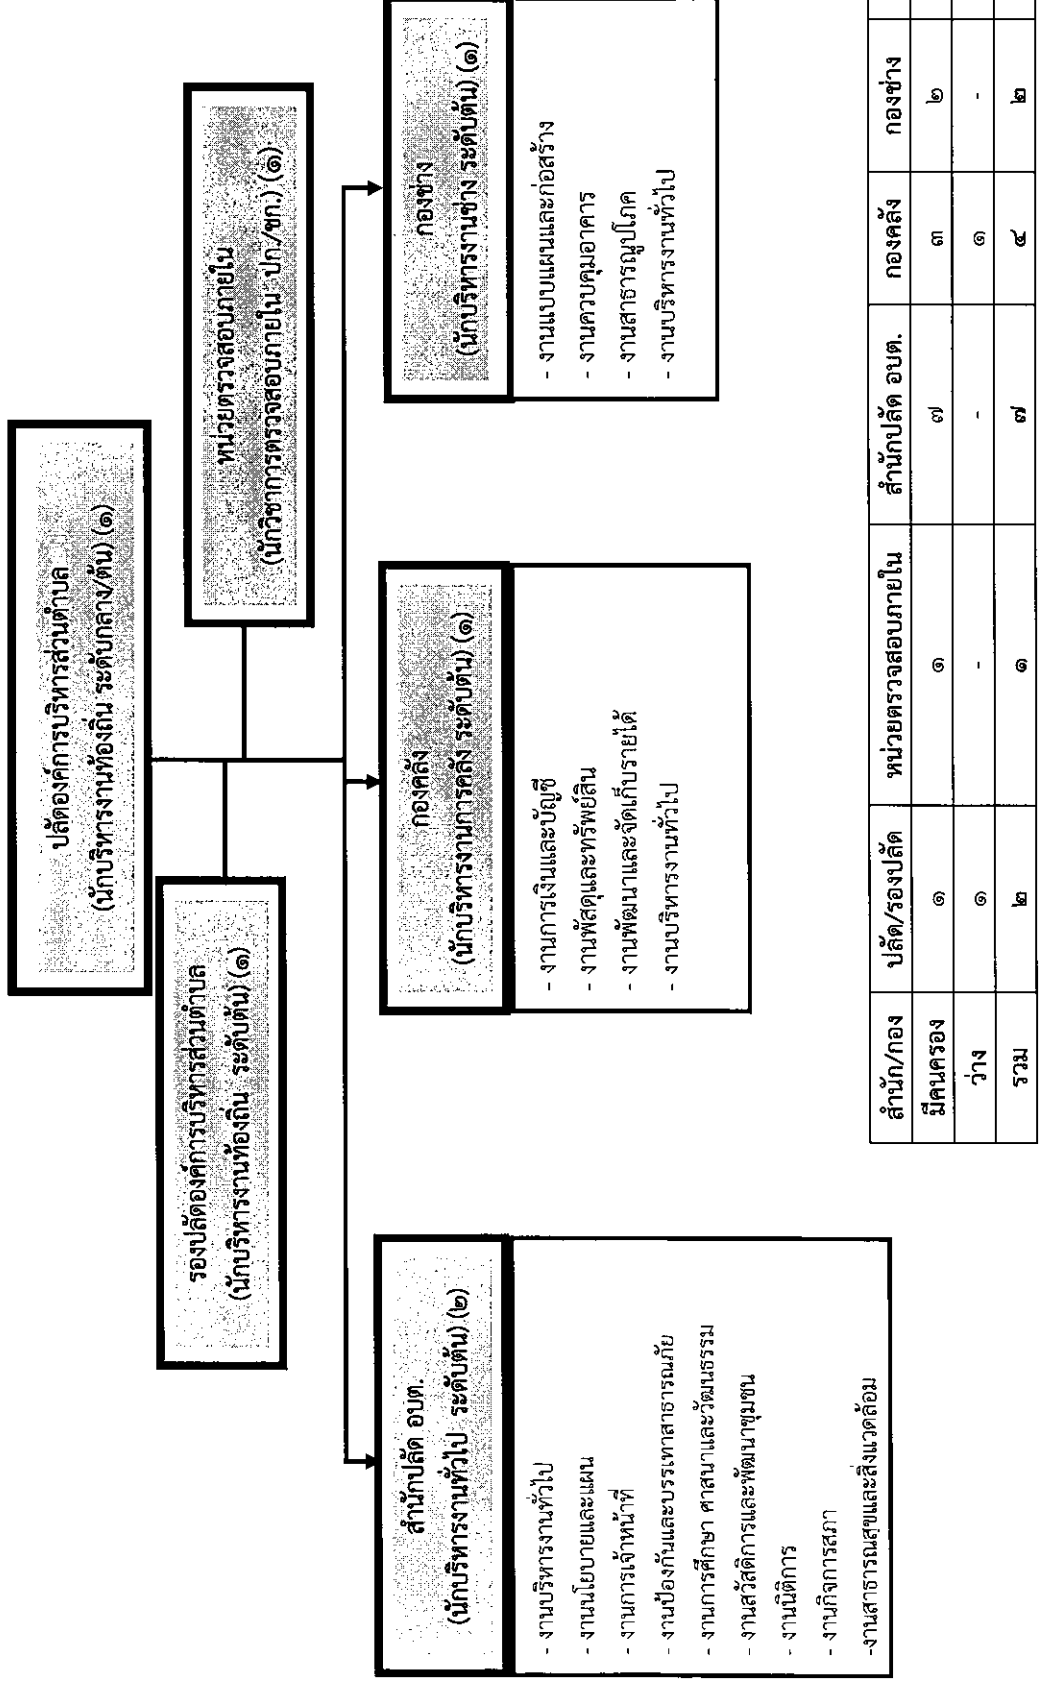 ปลัดองค์การบริหารส่วนตำบล
(นักบริหารงานท้องถิ่น ระดับกลาง/ต้น) (๑)
รองปลัดองค์การบริหารส่วนตำบล
(นักบริหารงานท้องถิ่น ระดับต้น) (๑)
หน่วยตรวจสอบภายใน
(นักวิชาการตรวจสอบภายใน ปก./ชก.) (๑)
สำนักปลัด อบต.
(นักบริหารงานทั่วไป ระดับต้น) (๒)
- งานบริหารงานทั่วไป
- งานนโยบายและแผน
- งานการเจ้าหน้าที่
- งานป้องกันและบรรเทาสาธารณภัย
- งานการศึกษา ศาสนาและวัฒนธรรม
- งานสวัสดิการและพัฒนาชุมชน
- งานนิติการ
- งานกิจการสภา
-งานสาธารณสุขและสิ่งแวดล้อม
กองคลัง
(นักบริหารงานการคลัง ระดับต้น) (๑)
- งานการเงินและบัญชี
- งานพัสดุและทรัพย์สิน
- งานพัฒนาและจัดเก็บรายได้
- งานบริหารงานทั่วไป
กองช่าง
(นักบริหารงานช่าง ระดับต้น) (๑)
- งานแบบแผนและก่อสร้าง
- งานควบคุมอาคาร
- งานสาธารณูปโภค
- งานบริหารงานทั่วไป
สำนัก/กอง ปลัด/รองปลัด หน่วยตรวจสอบภายใน สำนักปลัด อบต. กองคลัง กองช่าง
มีคนครอง ๑ ๑ ๗ ๓ ๒
ว่าง ๑ - - ๑ -
รวม ๒ ๑ ๗ ๔ ๒